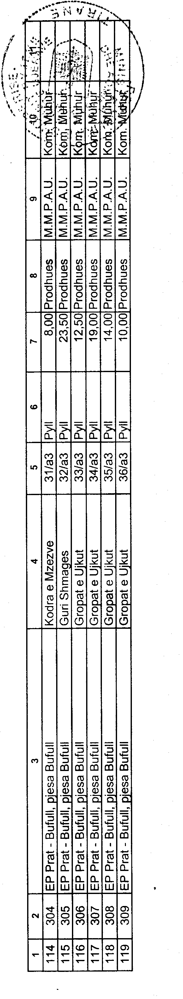 1 2 3 4 5 6 7 8 9 10 11
114 304 EP Prat - Bufull, pjesa Bufull Kodra e Mzezve 31/a3 Pyll 8,00 Prodhues M.M.P.A.U. Kom. Muhur
115 305 EP Prat - Bufull, pjesa Bufull Guri Shmages 32/a3 Pyll 23,50 Prodhues M.M.P.A.U. Kom. Muhur
116 306 EP Prat - Bufull, pjesa Bufull Gropat e Ujkut 33/a3 Pyll 12,50 Prodhues M.M.P.A.U. Kom. Muhur
117 307 EP Prat - Bufull, pjesa Bufull Gropat e Ujkut 34/a3 Pyll 19,00 Prodhues M.M.P.A.U. Kom. Muhur
118 308 EP Prat - Bufull, pjesa Bufull Gropat e Ujkut 35/a3 Pyll 14,00 Prodhues M.M.P.A.U. Kom. Muhur
119 309 EP Prat - Bufull, pjesa Bufull Gropat e Ujkut 36/a3 Pyll 10,00 Prodhues M.M.P.A.U. Kom. Muhur
TIRANE